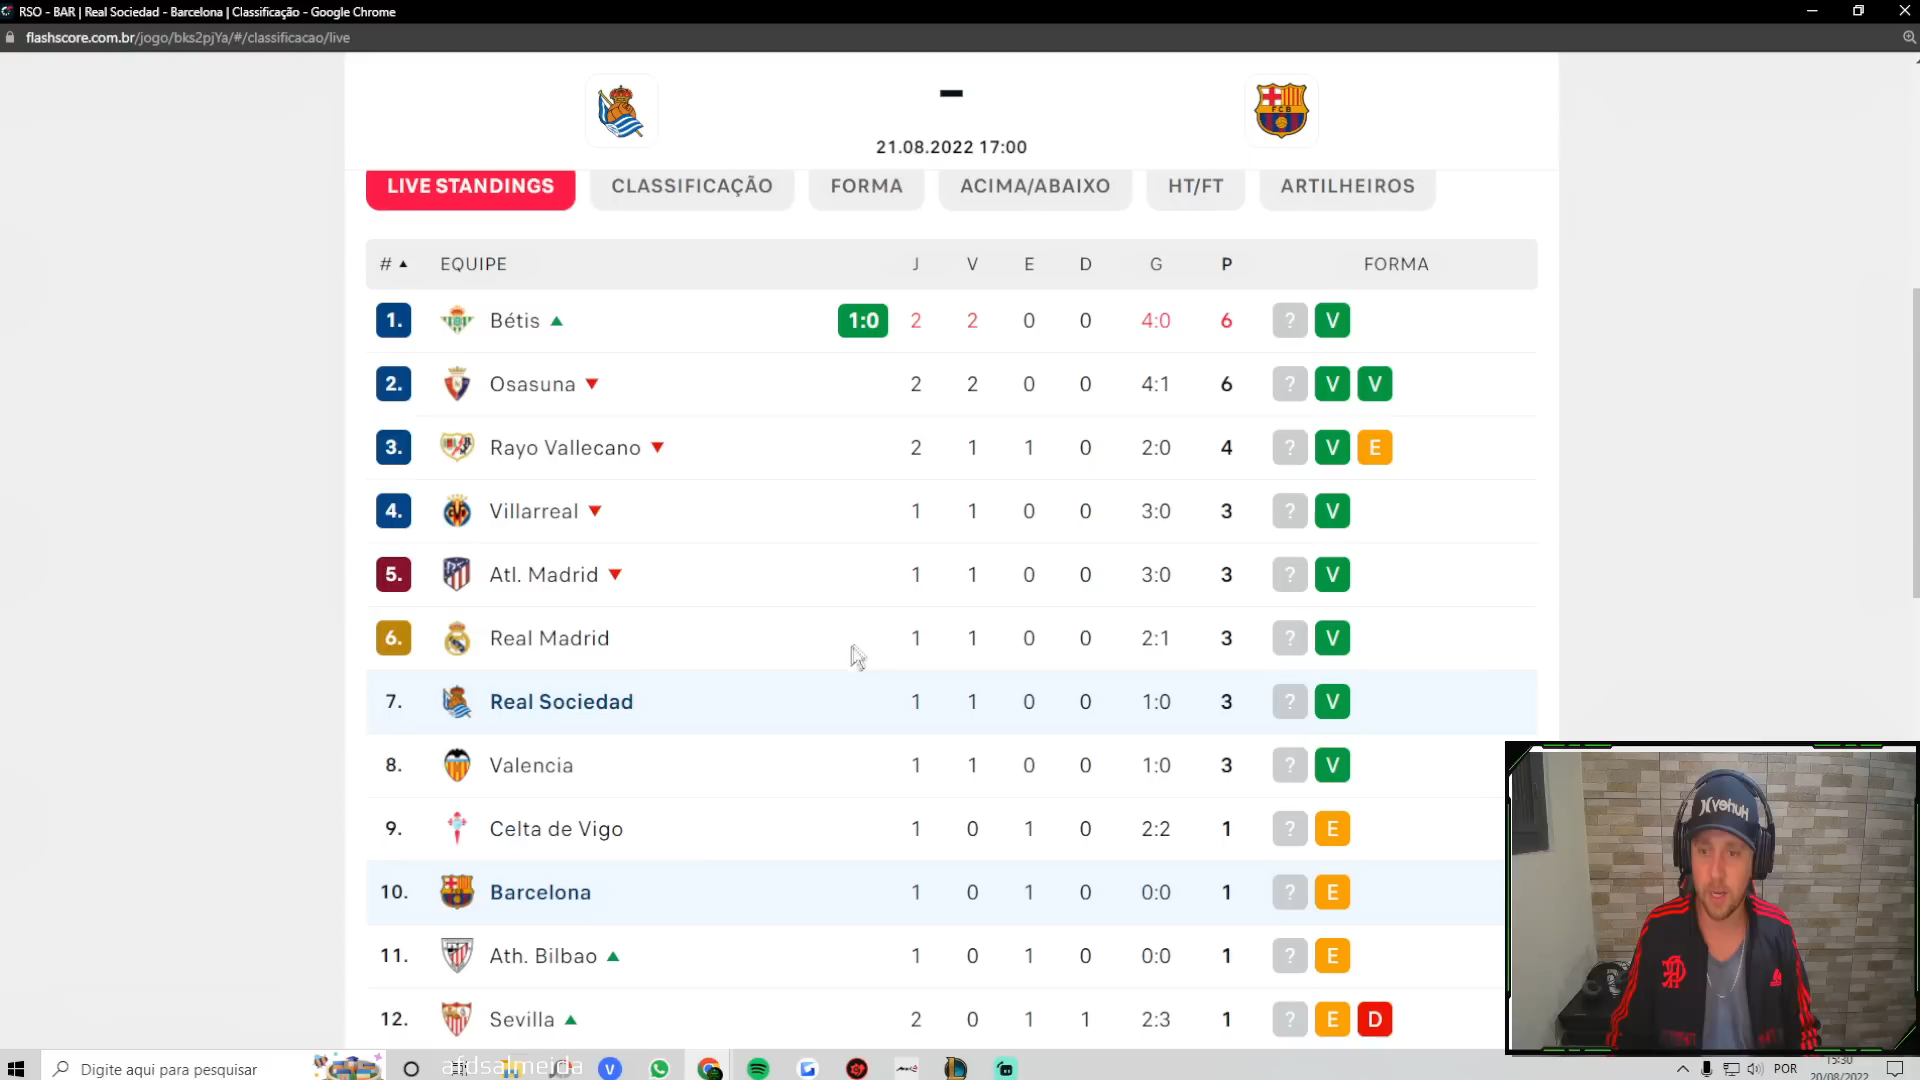 RSO - BAR | Real Sociedad - Barcelona | Classificação - Google Chrome
flashscore.com.br/jogo/bks2pjYa/#/classificacao/live
FCB
-
21.08.2022 17:00
LIVE STANDINGS CLASSIFICAÇÃO FORMA ACIMA/ABAIXO HT/FT ARTILHEIROS
# EQUIPE J V E D G P FORMA
1. Bétis 1:0 2 2 0 0 4:0 6 ? V
2. Osasuna 2 2 0 0 4:1 6 ? V V
3. Rayo Vallecano 2 1 1 0 2:0 4 ? V E
4. Villarreal 1 1 0 0 3:0 3 ? V
5. Atl. Madrid 1 1 0 0 3:0 3 ? V
6. Real Madrid 1 1 0 0 2:1 3 ? V
7. Real Sociedad 1 1 0 0 1:0 3 ? V
8. Valencia 1 1 0 0 1:0 3 ? V
9. Celta de Vigo 1 0 1 0 2:2 1 ? E
10. Barcelona 1 0 1 0 0:0 1 ? E
11. Ath. Bilbao 1 0 1 0 0:0 1 ? E
12. Sevilla 2 0 1 1 2:3 1 ? E D
Hurley
Digite aqui para pesquisar
afdsalmeida
POR
15:30
20/08/2022